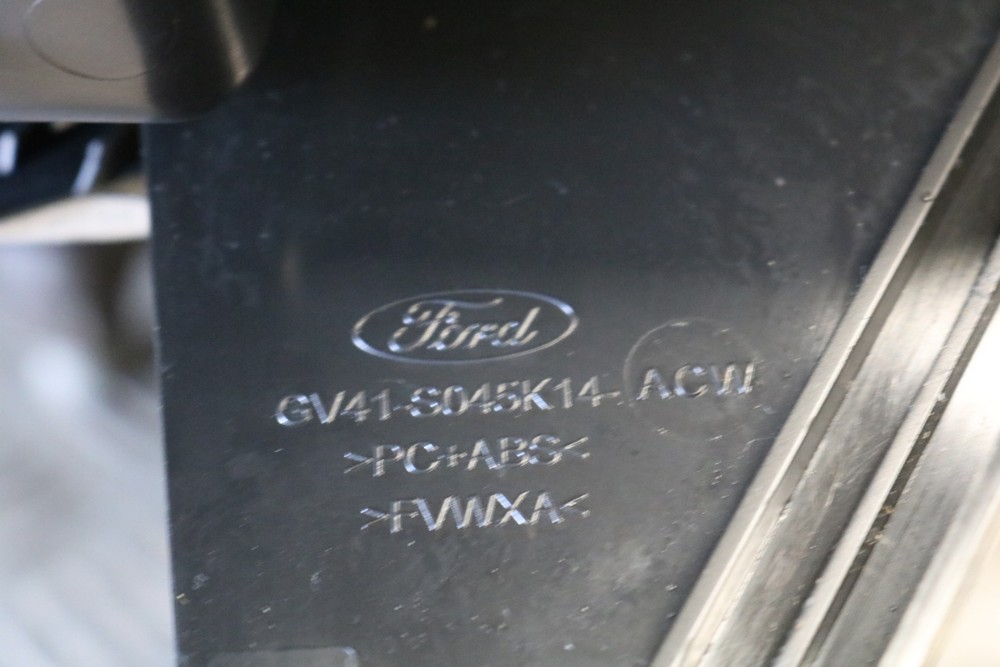 Ford
GV41-S045K14-ACW
>PC+ABS<
>FVWXA<